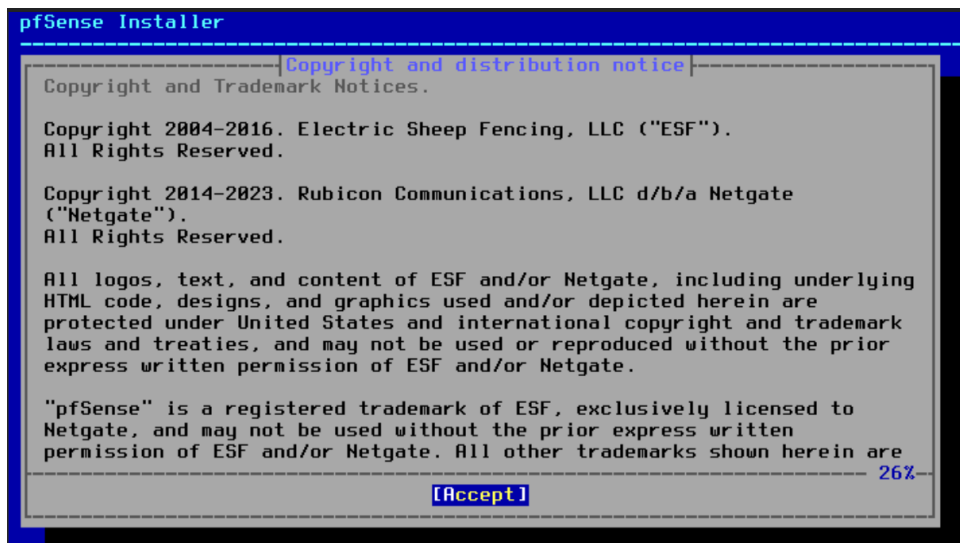 pfSense Installer
Copyright and distribution notice
Copyright and Trademark Notices.
Copyright 2004-2016. Electric Sheep Fencing, LLC ("ESF").
All Rights Reserved.
Copyright 2014-2023. Rubicon Communications, LLC d/b/a Netgate
("Netgate").
All Rights Reserved.
All logos, text, and content of ESF and/or Netgate, including underlying
HTML code, designs, and graphics used and/or depicted herein are
protected under United States and international copyright and trademark
laws and treaties, and may not be used or reproduced without the prior
express written permission of ESF and/or Netgate.
"pfSense" is a registered trademark of ESF, exclusively licensed to
Netgate, and may not be used without the prior express written
permission of ESF and/or Netgate. All other trademarks shown herein are
26%
[Accept]